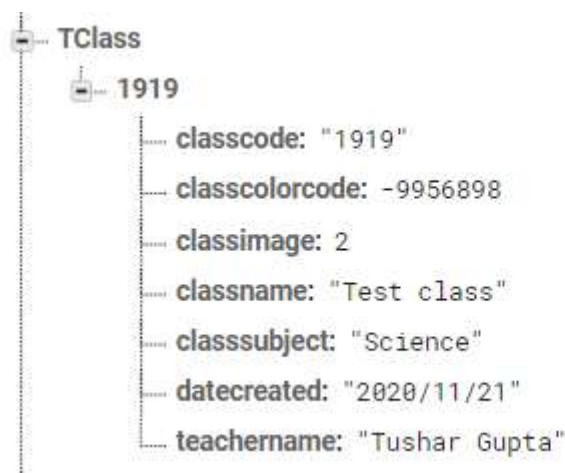 TClass
1919
classcode: "1919"
classcolorcode: -9956898
classimage: 2
classname: "Test class"
classsubject: "Science"
datecreated: "2020/11/21"
teachername: "Tushar Gupta"